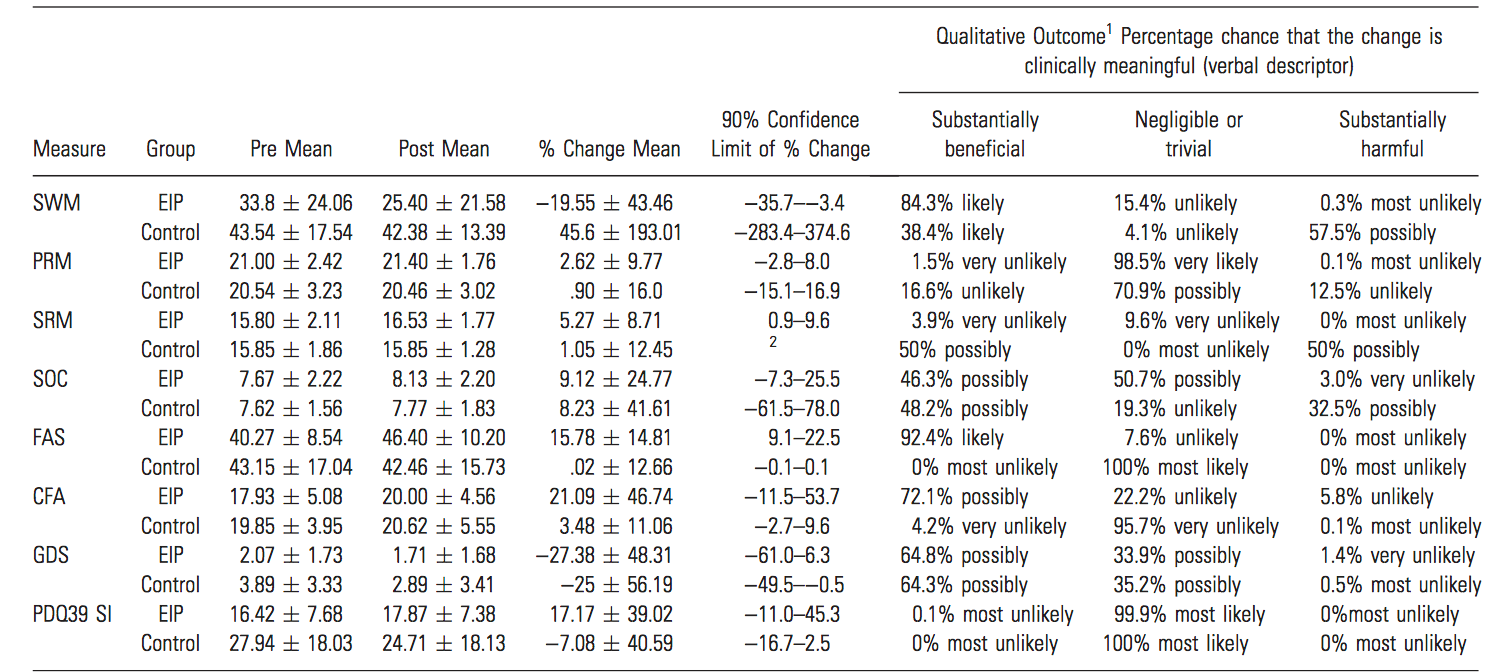 Qualitative Outcome1 Percentage chance that the change is
clinically meaningful (verbal descriptor)
90% Confidence Substantially Negligible or Substantially
Measure Group Pre Mean Post Mean % Change Mean Limit of % Change beneficial trivial harmful
SWM EIP 33.8 ± 24.06 25.40 ± 21.58 −19.55 ± 43.46 −35.7–−3.4 84.3% likely 15.4% unlikely 0.3% most unlikely
Control 43.54 ± 17.54 42.38 ± 13.39 45.6 ± 193.01 −283.4–374.6 38.4% likely 4.1% unlikely 57.5% possibly
PRM EIP 21.00 ± 2.42 21.40 ± 1.76 2.62 ± 9.77 −2.8–8.0 1.5% very unlikely 98.5% very likely 0.1% most unlikely
Control 20.54 ± 3.23 20.46 ± 3.02 .90 ± 16.0 −15.1–16.9 16.6% unlikely 70.9% possibly 12.5% unlikely
SRM EIP 15.80 ± 2.11 16.53 ± 1.77 5.27 ± 8.71 0.9–9.6 3.9% very unlikely 9.6% very unlikely 0% most unlikely
Control 15.85 ± 1.86 15.85 ± 1.28 1.05 ± 12.45 2 50% possibly 0% most unlikely 50% possibly
SOC EIP 7.67 ± 2.22 8.13 ± 2.20 9.12 ± 24.77 −7.3–25.5 46.3% possibly 50.7% possibly 3.0% very unlikely
Control 7.62 ± 1.56 7.77 ± 1.83 8.23 ± 41.61 −61.5–78.0 48.2% possibly 19.3% unlikely 32.5% possibly
FAS EIP 40.27 ± 8.54 46.40 ± 10.20 15.78 ± 14.81 9.1–22.5 92.4% likely 7.6% unlikely 0% most unlikely
Control 43.15 ± 17.04 42.46 ± 15.73 .02 ± 12.66 −0.1–0.1 0% most unlikely 100% most likely 0% most unlikely
CFA EIP 17.93 ± 5.08 20.00 ± 4.56 21.09 ± 46.74 −11.5–53.7 72.1% possibly 22.2% unlikely 5.8% unlikely
Control 19.85 ± 3.95 20.62 ± 5.55 3.48 ± 11.06 −2.7–9.6 4.2% very unlikely 95.7% very unlikely 0.1% most unlikely
GDS EIP 2.07 ± 1.73 1.71 ± 1.68 −27.38 ± 48.31 −61.0–6.3 64.8% possibly 33.9% possibly 1.4% very unlikely
Control 3.89 ± 3.33 2.89 ± 3.41 −25 ± 56.19 −49.5–−0.5 64.3% possibly 35.2% possibly 0.5% most unlikely
PDQ39 SI EIP 16.42 ± 7.68 17.87 ± 7.38 17.17 ± 39.02 −11.0–45.3 0.1% most unlikely 99.9% most likely 0%most unlikely
Control 27.94 ± 18.03 24.71 ± 18.13 −7.08 ± 40.59 −16.7–2.5 0% most unlikely 100% most likely 0% most unlikely